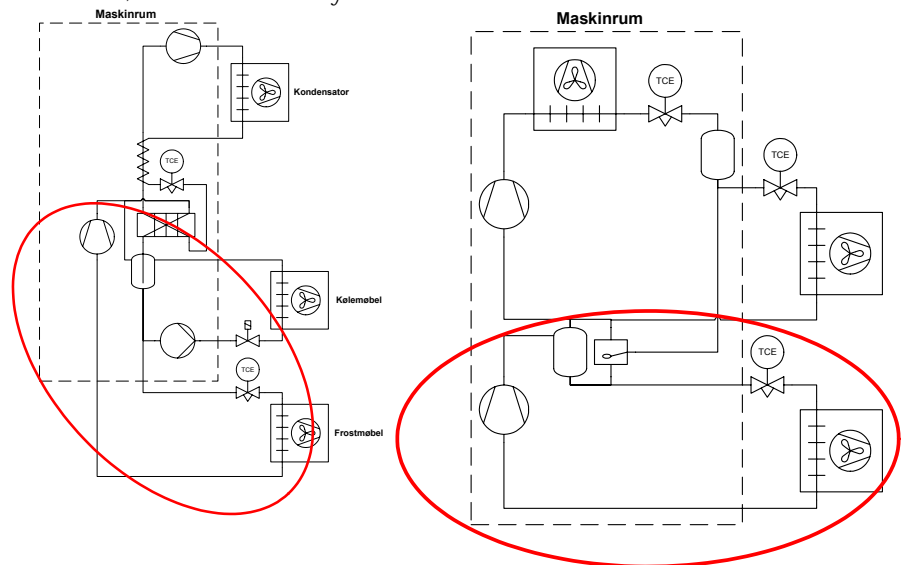 Maskinrum
Kondensator
TCE
Kølemøbel
TCE
Frostmøbel
Maskinrum
TCE
TCE
TCE